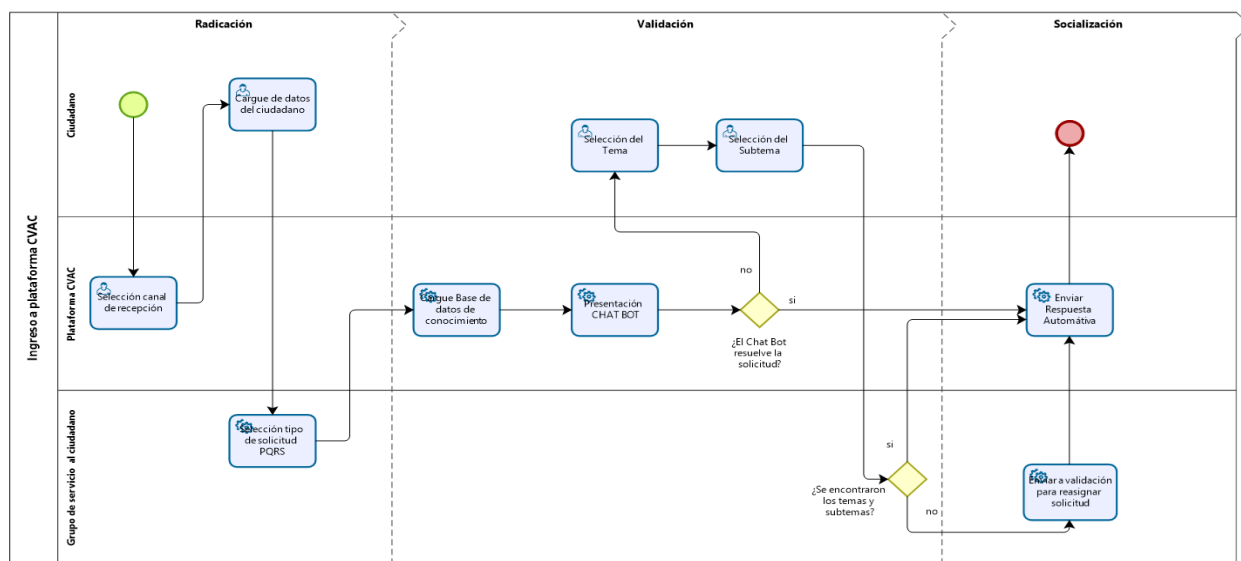 Radicación
Validación
Socialización
Ingreso a plataforma CVAC
Ciudadano
Cargue de datos
del ciudadano
Selección del
Tema
Selección del
Subtema
Plataforma CVAC
Selección canal
de recepción
Cargue Base de
datos de
conocimiento
Presentación
CHAT BOT
no
si
¿El Chat Bot
resuelve la
solicitud?
Enviar
Respuesta
Automátiva
Grupo de servicio al ciudadano
Selección tipo
de solicitud
PQRS
si
¿Se encontraron
los temas y
subtemas?
no
Enviar a validación
para reasignar
solicitud